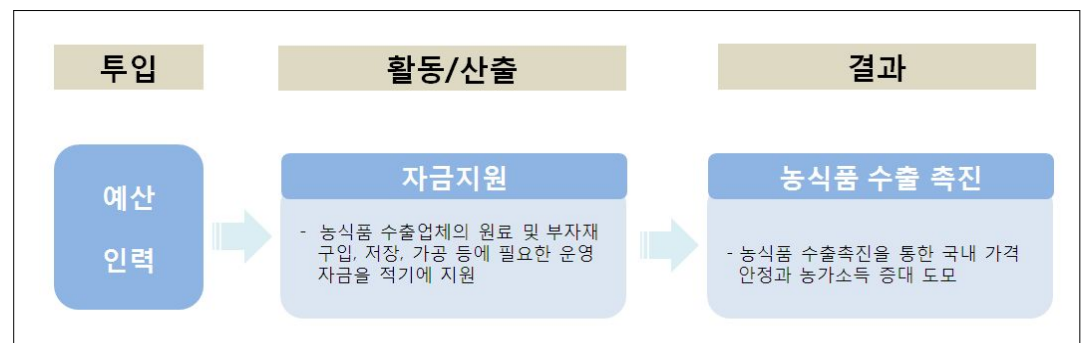 투입
활동/산출
결과
예산
인력
자금지원
- 농식품 수출업체의 원료 및 부자재
구입, 저장, 가공 등에 필요한 운영
자금을 적기에 지원
농식품 수출 촉진
- 농식품 수출촉진을 통한 국내 가격
안정과 농가소득 증대 도모